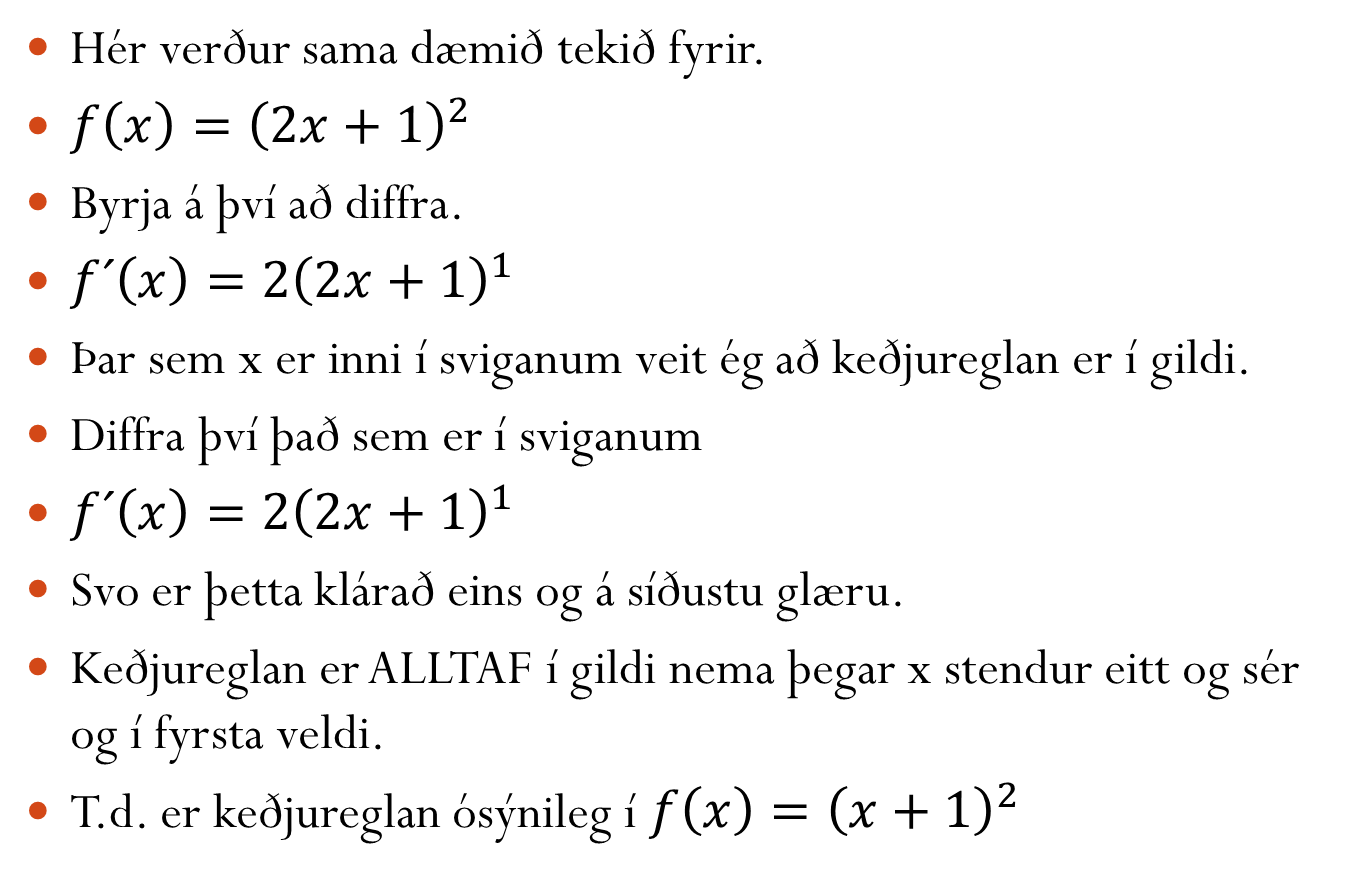 • Hér verður sama dæmið tekið fyrir.
• f(x) = (2x + 1)²
• Byrja á því að diffra.
• f´(x) = 2(2x + 1)¹
• Þar sem x er inni í sviganum veit ég að keðjureglan er í gildi.
• Diffra því það sem er í sviganum
• f´(x) = 2(2x + 1)¹
• Svo er þetta klárað eins og á síðustu glæru.
• Keðjureglan er ALLTAF í gildi nema þegar x stendur eitt og sér
og í fyrsta veldi.
• T.d. er keðjureglan ósýnileg í f(x) = (x + 1)²